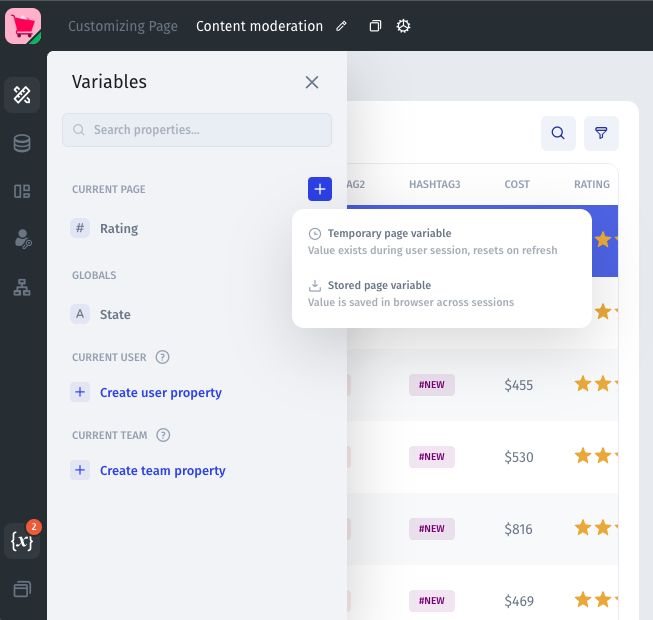 Customizing Page Content moderation
Variables
Search properties...
CURRENT PAGE
# Rating
GLOBALS
A State
CURRENT USER ?
Create user property
CURRENT TEAM ?
Create team property
{x} 2
Temporary page variable
Value exists during user session, resets on refresh
Stored page variable
Value is saved in browser across sessions
AG2 HASHTAG3 COST RATING
#NEW $455
#NEW $530
#NEW $816
#NEW $469